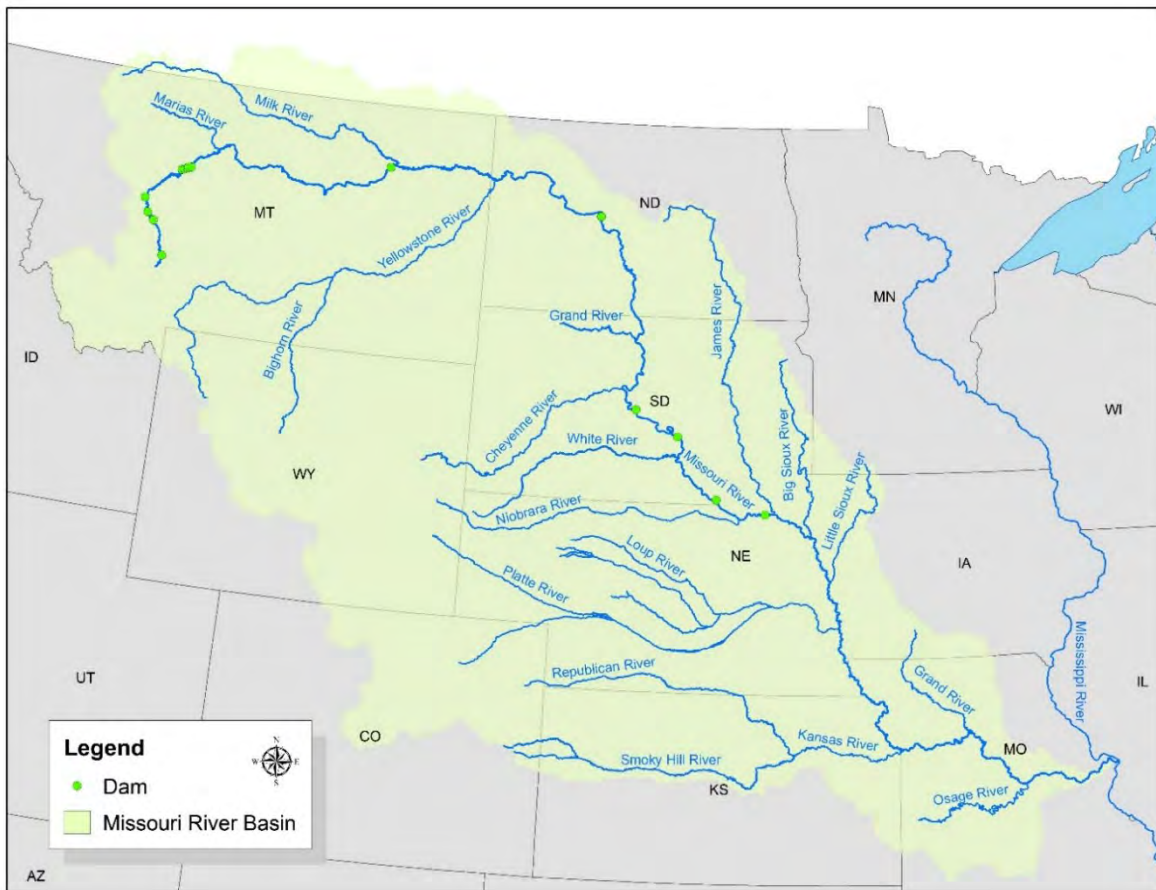 Milk River
Marias River
MT
ND
Yellowstone River
Bighorn River
ID
MN
Grand River
James River
WI
SD
Cheyenne River
White River
Missouri River
Big Sioux River
Little Sioux River
WY
Niobrara River
Loup River
NE
IA
Platte River
Mississippi River
Republican River
Grand River
UT
IL
CO
Kansas River
MO
Smoky Hill River
KS
Osage River
Legend
N
W E
S
Dam
Missouri River Basin
AZ